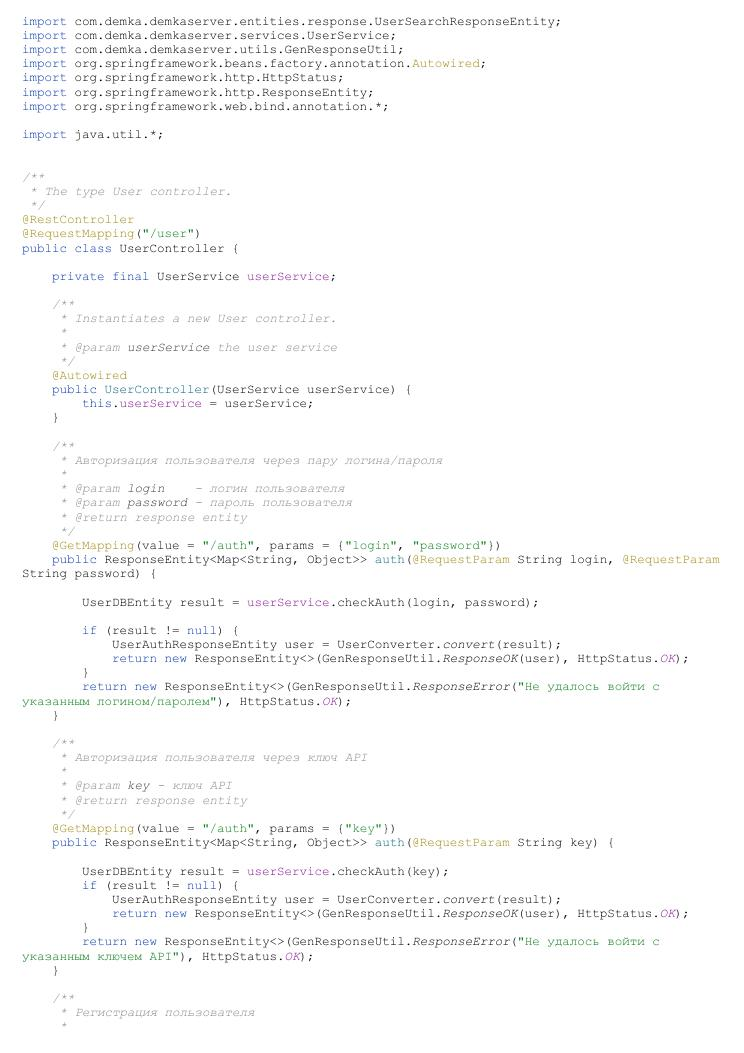 import com.demka.demkaserver.entities.response.UserSearchResponseEntity;
import com.demka.demkaserver.services.UserService;
import com.demka.demkaserver.utils.GenResponseUtil;
import org.springframework.beans.factory.annotation.Autowired;
import org.springframework.http.HttpStatus;
import org.springframework.http.ResponseEntity;
import org.springframework.web.bind.annotation.*;

import java.util.*;


/**
 * The type User controller.
 */
@RestController
@RequestMapping("/user")
public class UserController {

    private final UserService userService;

    /**
     * Instantiates a new User controller.
     *
     * @param userService the user service
     */
    @Autowired
    public UserController(UserService userService) {
        this.userService = userService;
    }

    /**
     * Авторизация пользователя через пару логина/пароля
     *
     * @param login    - логин пользователя
     * @param password - пароль пользователя
     * @return response entity
     */
    @GetMapping(value = "/auth", params = {"login", "password"})
    public ResponseEntity<Map<String, Object>> auth(@RequestParam String login, @RequestParam
String password) {

        UserDBEntity result = userService.checkAuth(login, password);

        if (result != null) {
            UserAuthResponseEntity user = UserConverter.convert(result);
            return new ResponseEntity<>(GenResponseUtil.ResponseOK(user), HttpStatus.OK);
        }
        return new ResponseEntity<>(GenResponseUtil.ResponseError("Не удалось войти с
указанным логином/паролем"), HttpStatus.OK);
    }

    /**
     * Авторизация пользователя через ключ API
     *
     * @param key - ключ API
     * @return response entity
     */
    @GetMapping(value = "/auth", params = {"key"})
    public ResponseEntity<Map<String, Object>> auth(@RequestParam String key) {

        UserDBEntity result = userService.checkAuth(key);
        if (result != null) {
            UserAuthResponseEntity user = UserConverter.convert(result);
            return new ResponseEntity<>(GenResponseUtil.ResponseOK(user), HttpStatus.OK);
        }
        return new ResponseEntity<>(GenResponseUtil.ResponseError("Не удалось войти с
указанным ключем API"), HttpStatus.OK);
    }

    /**
     * Регистрация пользователя
     *